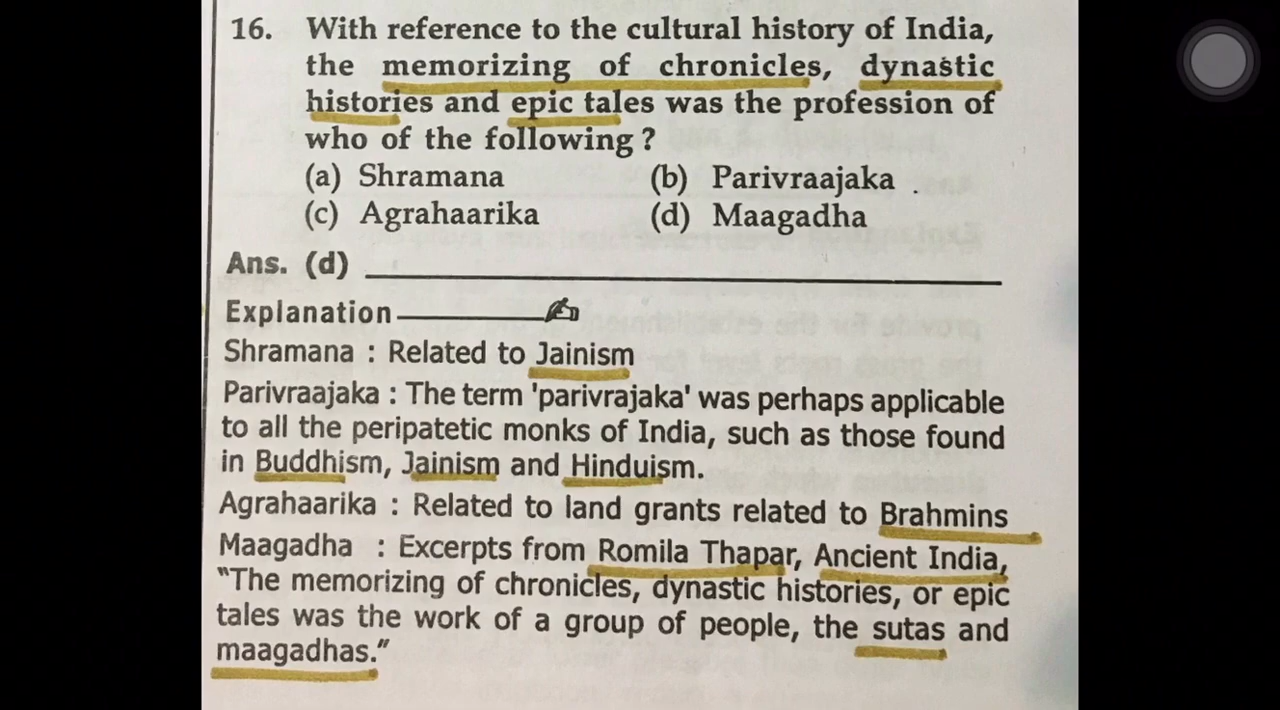 16. With reference to the cultural history of India,
the memorizing of chronicles, dynastic
histories and epic tales was the profession of
who of the following ?
(a) Shramana (b) Parivraajaka
(c) Agrahaarika (d) Maagadha
Ans. (d)
Explanation
Shramana : Related to Jainism
Parivraajaka : The term 'parivrajaka' was perhaps applicable
to all the peripatetic monks of India, such as those found
in Buddhism, Jainism and Hinduism.
Agrahaarika : Related to land grants related to Brahmins
Maagadha : Excerpts from Romila Thapar, Ancient India,
"The memorizing of chronicles, dynastic histories, or epic
tales was the work of a group of people, the sutas and
maagadhas."